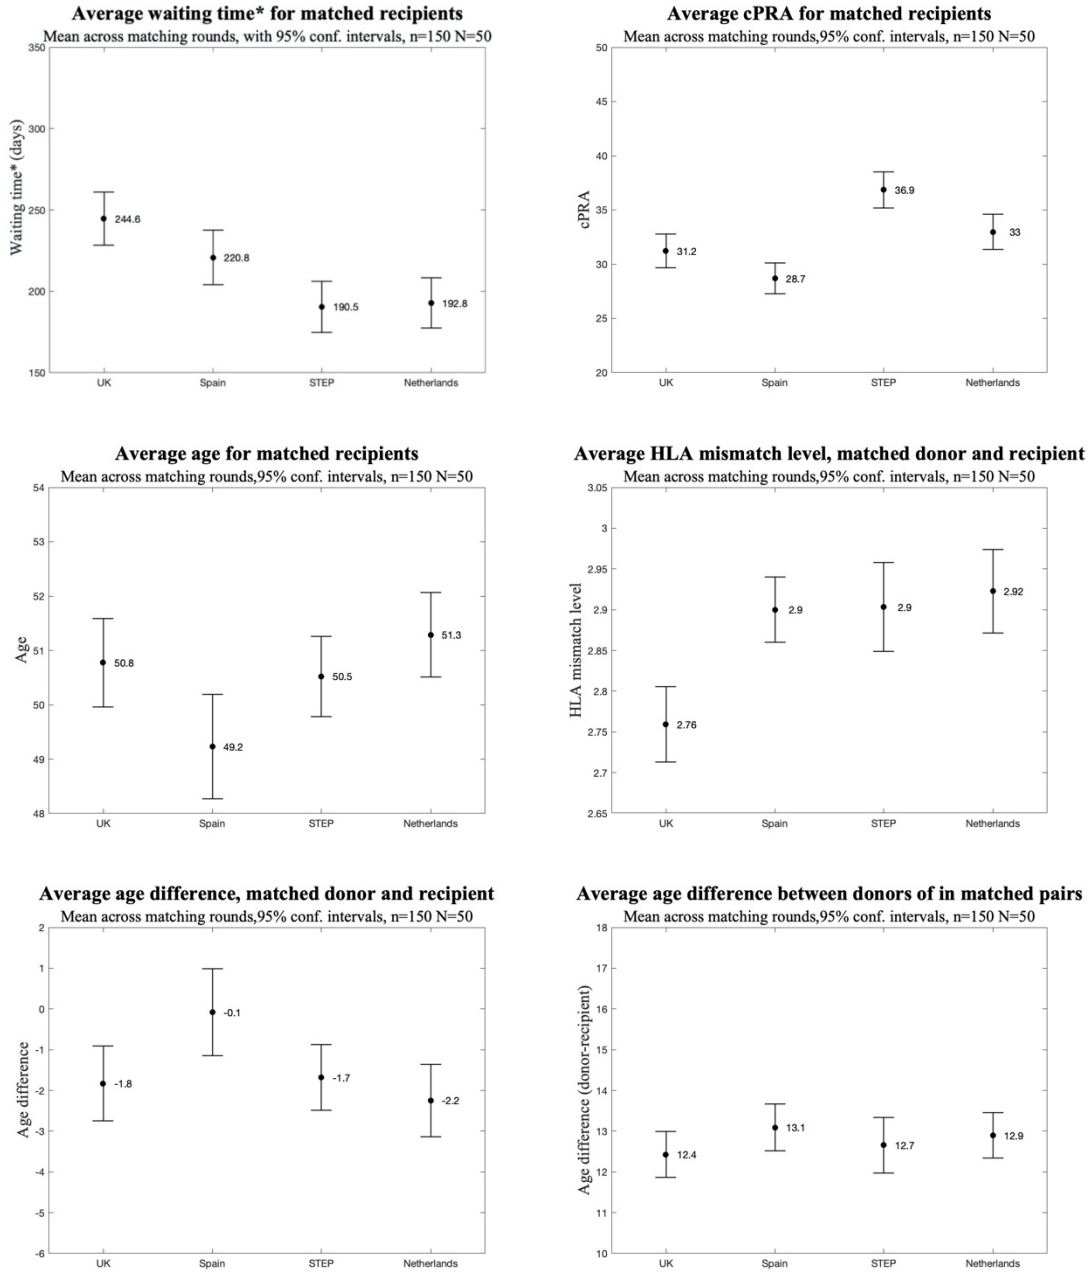 Average waiting time* for matched recipients
Mean across matching rounds, with 95% conf. intervals, n=150 N=50
350
300
250
200
150
Waiting time* (days)
244.6
220.8
190.5
192.8
UK Spain STEP Netherlands
Average cPRA for matched recipients
Mean across matching rounds,95% conf. intervals, n=150 N=50
50
45
40
35
30
25
20
cPRA
31.2
28.7
36.9
33
UK Spain STEP Netherlands
Average age for matched recipients
Mean across matching rounds,95% conf. intervals, n=150 N=50
54
53
52
51
50
49
48
Age
50.8
49.2
50.5
51.3
UK Spain STEP Netherlands
Average HLA mismatch level, matched donor and recipient
Mean across matching rounds,95% conf. intervals, n=150 N=50
3.05
3
2.95
2.9
2.85
2.8
2.75
2.7
2.65
HLA mismatch level
2.76
2.9
2.9
2.92
UK Spain STEP Netherlands
Average age difference, matched donor and recipient
Mean across matching rounds,95% conf. intervals, n=150 N=50
2
1
0
-1
-2
-3
-4
-5
-6
Age difference
-1.8
-0.1
-1.7
-2.2
UK Spain STEP Netherlands
Average age difference between donors of in matched pairs
Mean across matching rounds,95% conf. intervals, n=150 N=50
18
17
16
15
14
13
12
11
10
Age difference (donor-recipient)
12.4
13.1
12.7
12.9
UK Spain STEP Netherlands